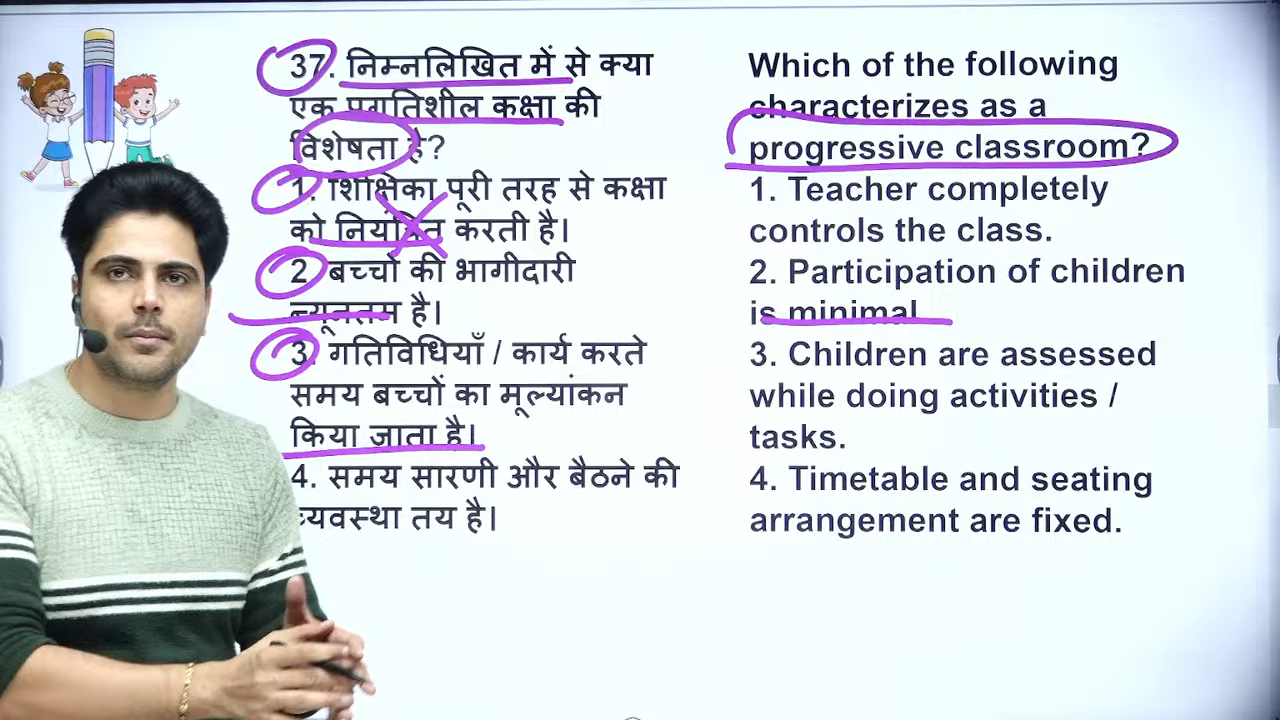 37. निम्नलिखित में से क्या
एक प्रगतिशील कक्षा की
विशेषता है?
1. शिक्षिका पूरी तरह से कक्षा
को नियंत्रित करती है।
2 बच्चों की भागीदारी
न्यूनतम है।
3. गतिविधियाँ / कार्य करते
समय बच्चों का मूल्यांकन
किया जाता है।
4. समय सारणी और बैठने की
व्यवस्था तय है।
Which of the following
characterizes as a
progressive classroom?
1. Teacher completely
controls the class.
2. Participation of children
is minimal
3. Children are assessed
while doing activities /
tasks.
4. Timetable and seating
arrangement are fixed.